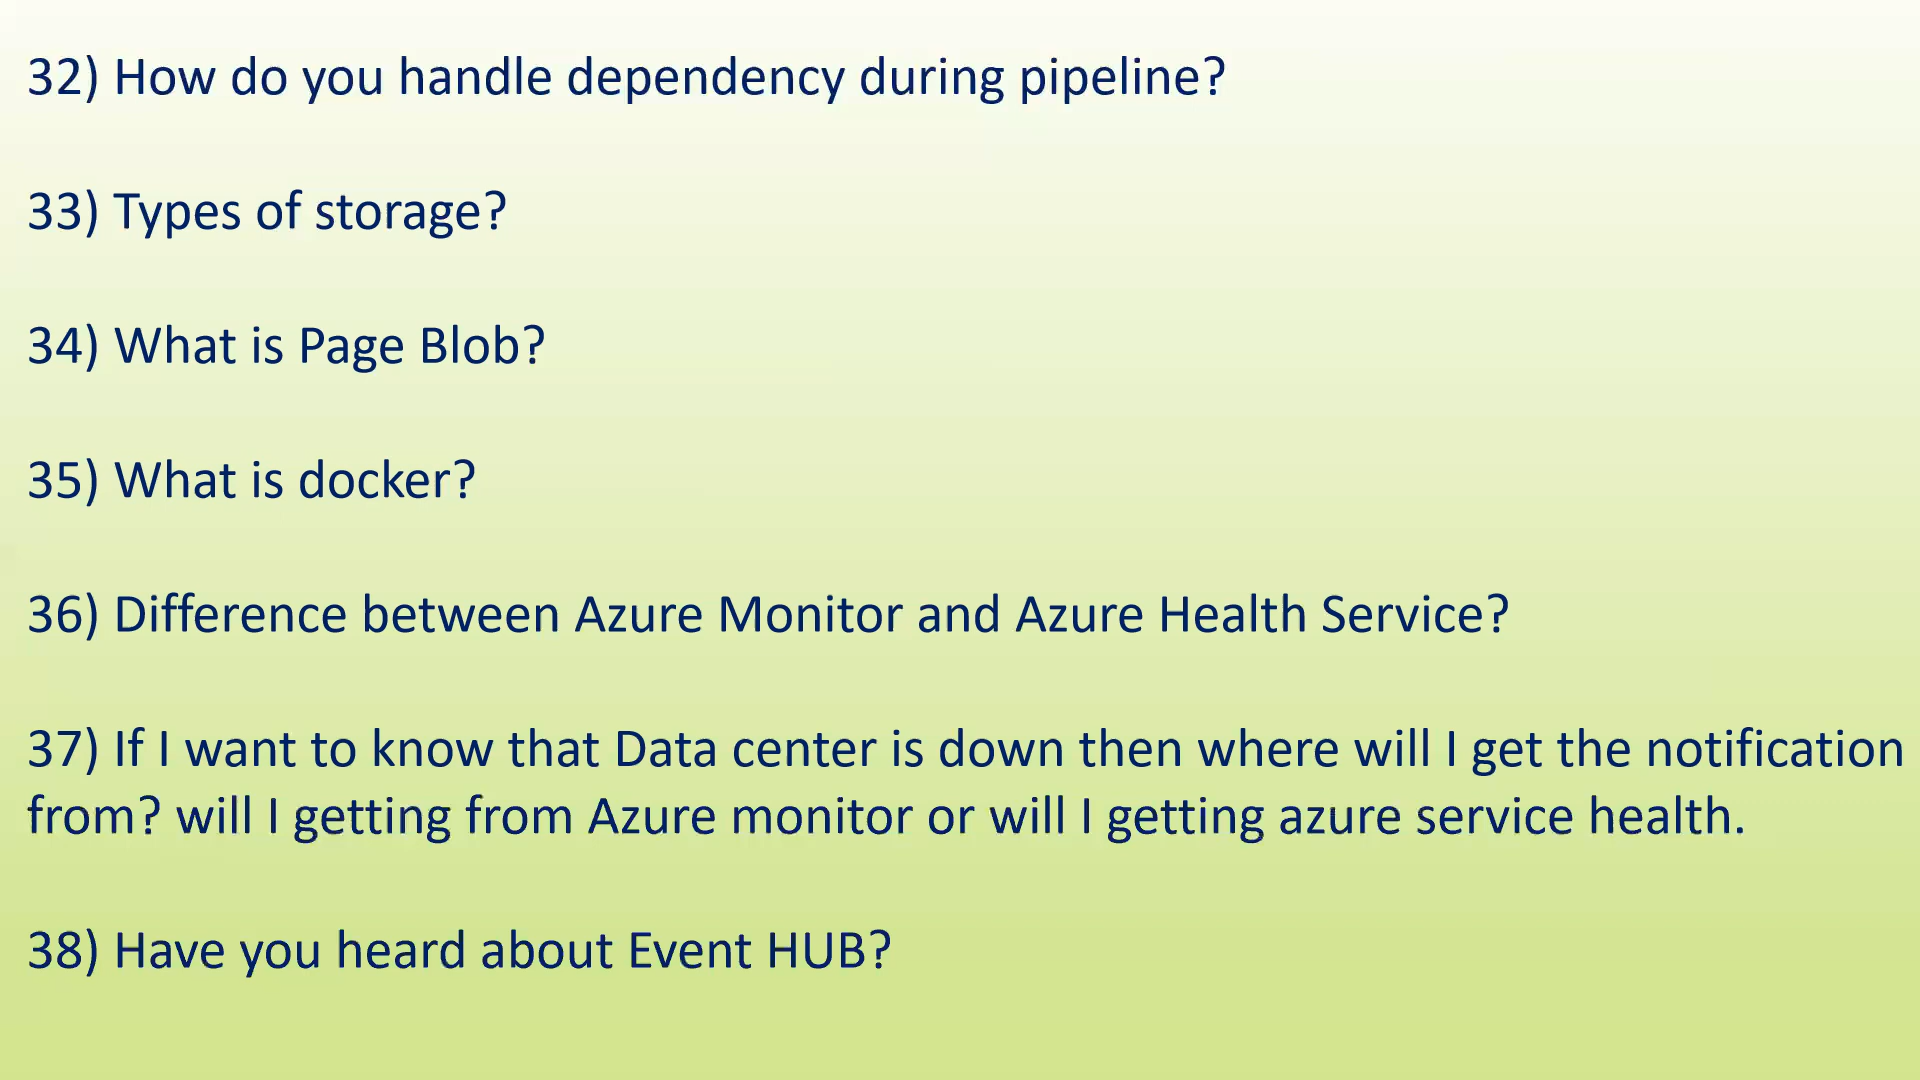 32) How do you handle dependency during pipeline?
33) Types of storage?
34) What is Page Blob?
35) What is docker?
36) Difference between Azure Monitor and Azure Health Service?
37) If I want to know that Data center is down then where will I get the notification
from? will I getting from Azure monitor or will I getting azure service health.
38) Have you heard about Event HUB?